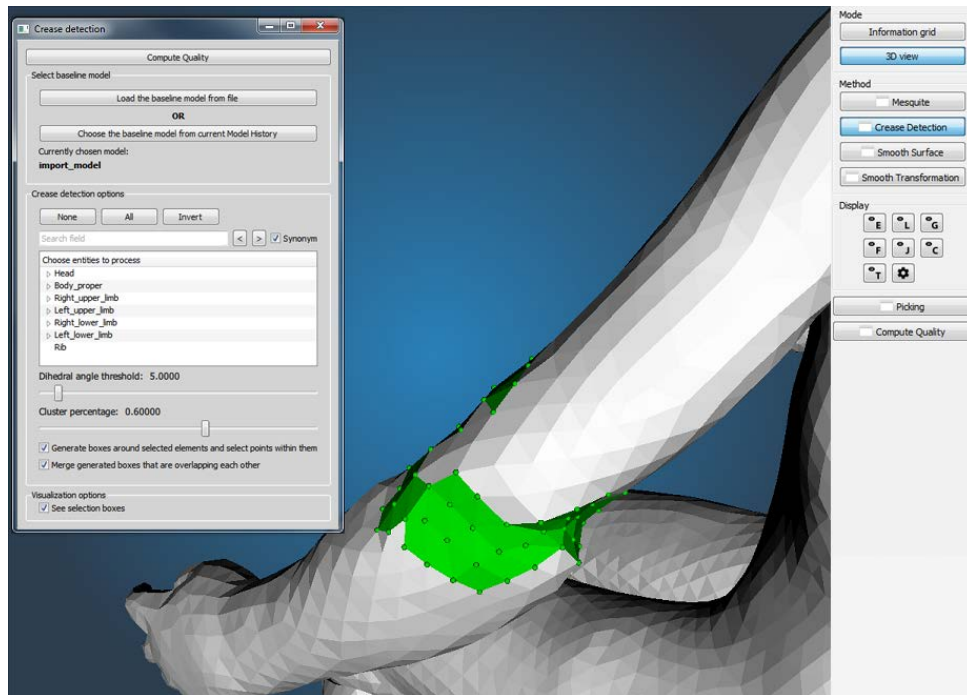 Crease detection
Compute Quality
Select baseline model
Load the baseline model from file
OR
Choose the baseline model from current Model History
Currently chosen model:
import_model
Crease detection options
None All Invert
Search field < > Synonym
Choose entities to process
Head
Body_proper
Right_upper_limb
Left_upper_limb
Right_lower_limb
Left_lower_limb
Rib
Dihedral angle threshold: 5.0000
Cluster percentage: 0.60000
Generate boxes around selected elements and select points within them
Merge generated boxes that are overlapping each other
Visualization options
See selection boxes
Mode
Information grid
3D view
Method
Mesquite
Crease Detection
Smooth Surface
Smooth Transformation
Display
E L G
F J C
T
Picking
Compute Quality